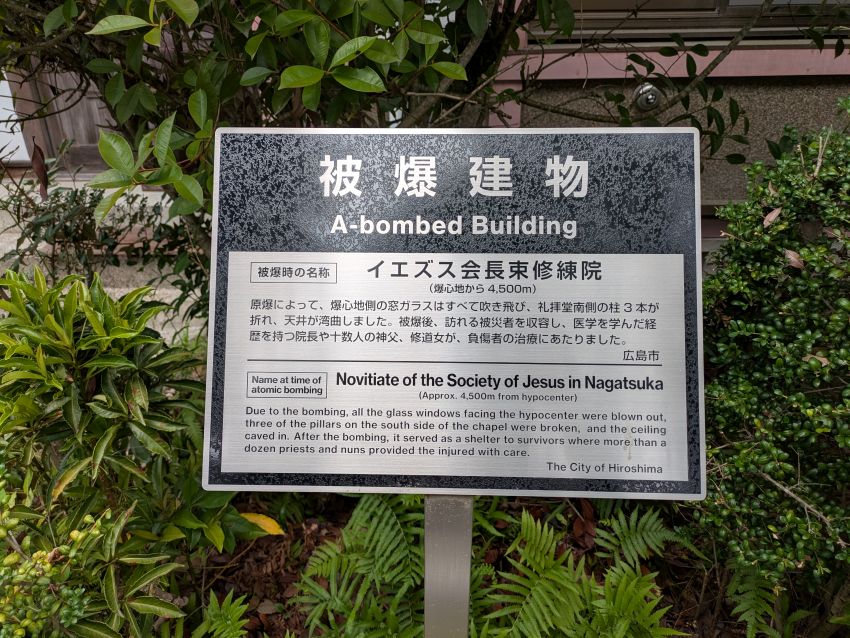 被爆建物
A-bombed Building
被爆時の名称 イエズス会長束修練院
(爆心地から 4,500m)
原爆によって、爆心地側の窓ガラスはすべて吹き飛び、礼拝堂南側の柱3本が
折れ、天井が湾曲しました。被爆後、訪れる被災者を収容し、医学を学んだ経
歴を持つ院長や十数人の神父、修道女が、負傷者の治療にあたりました。
広島市
Name at time of
atomic bombing
Novitiate of the Society of Jesus in Nagatsuka
(Approx. 4,500m from hypocenter)
Due to the bombing, all the glass windows facing the hypocenter were blown out,
three of the pillars on the south side of the chapel were broken, and the ceiling
caved in. After the bombing, it served as a shelter to survivors where more than a
dozen priests and nuns provided the injured with care.
The City of Hiroshima